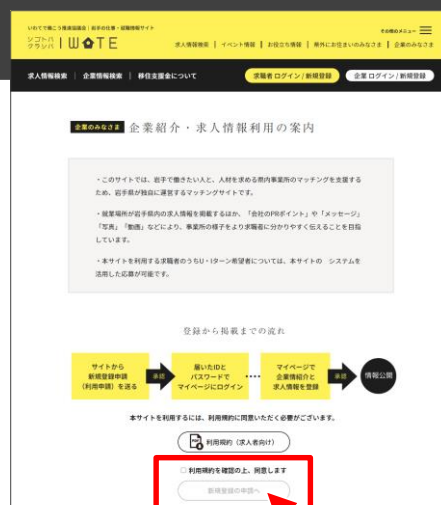 いわてで働こう推進協議会｜岩手の仕事・就職情報サイト
シゴトバ
クラシバ IWATE
その他のメニュー
求人情報検索 | イベント情報 | お役立ち情報 | 県外にお住まいのみなさま | 企業のみなさま
求人情報検索 | 企業情報検索 | 移住支援金について
求職者 ログイン / 新規登録
企業 ログイン / 新規登録
企業のみなさま 企業紹介・求人情報利用の案内
・このサイトでは、岩手で働きたい人と、人材を求める県内事業所のマッチングを支援する
ため、岩手県が独自に運営するマッチングサイトです。
・就業場所が岩手県内の求人情報を掲載するほか、「会社のPRポイント」や「メッセージ」
「写真」「動画」などにより、事業所の様子をより求職者に分かりやすく伝えることを目指
しています。
・本サイトを利用する求職者のうちU・Iターン希望者については、本サイトの システムを
活用した応募が可能です。
登録から掲載までの流れ
サイトから
新規登録申請
（利用申請）を送る
承認
届いたIDと
パスワードで
マイページにログイン
マイページで
企業情報紹介と
求人情報を登録
承認
情報公開
本サイトを利用するには、利用規約に同意いただく必要がございます。
利用規約（求人者向け）
利用規約を確認の上、同意します
新規登録の申請へ